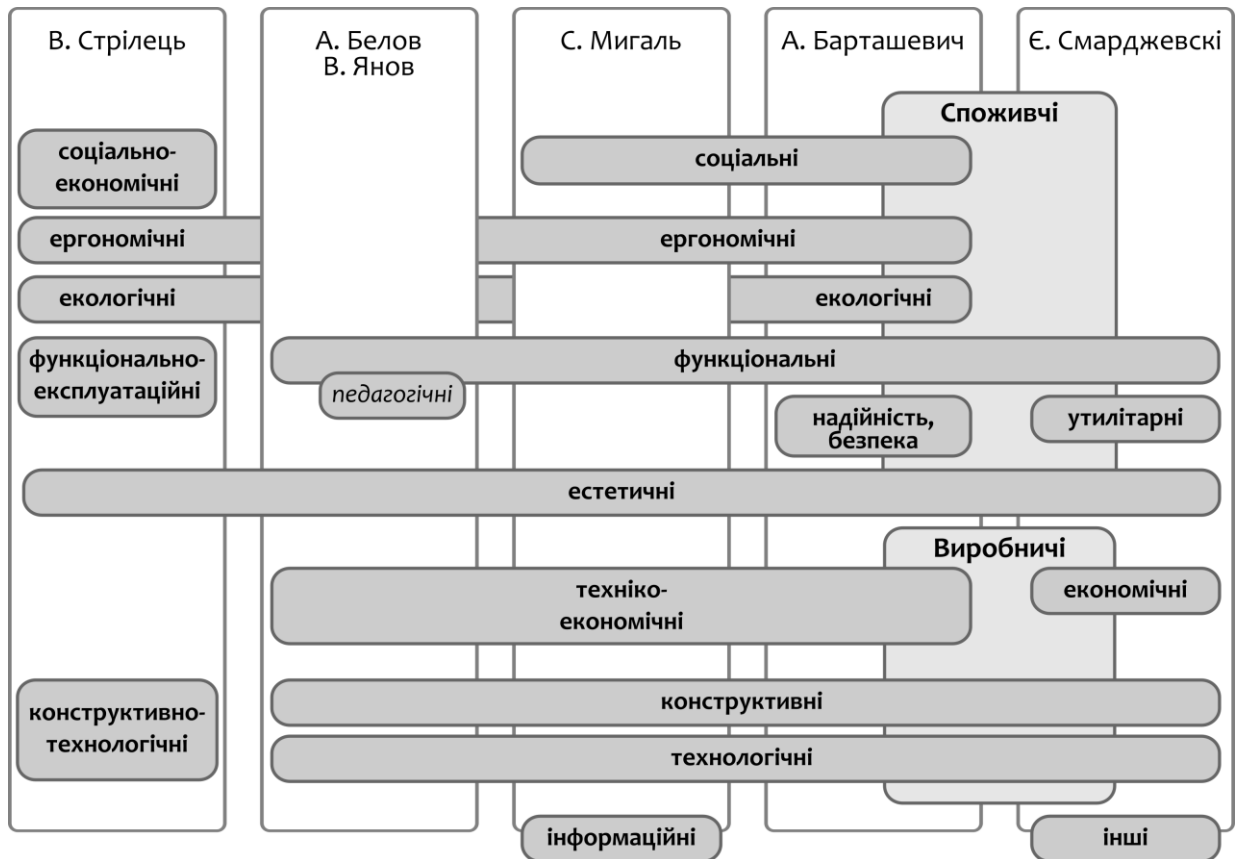 В. Стрілець
А. Белов
В. Янов
С. Мигаль
А. Барташевич
Є. Смарджевскі
Споживчі
соціально-
економічні
соціальні
ергономічні
ергономічні
екологічні
екологічні
функціонально-
експлуатаційні
функціональні
педагогічні
надійність,
безпека
утилітарні
естетичні
Виробничі
техніко-
економічні
економічні
конструктивно-
технологічні
конструктивні
технологічні
інформаційні
інші